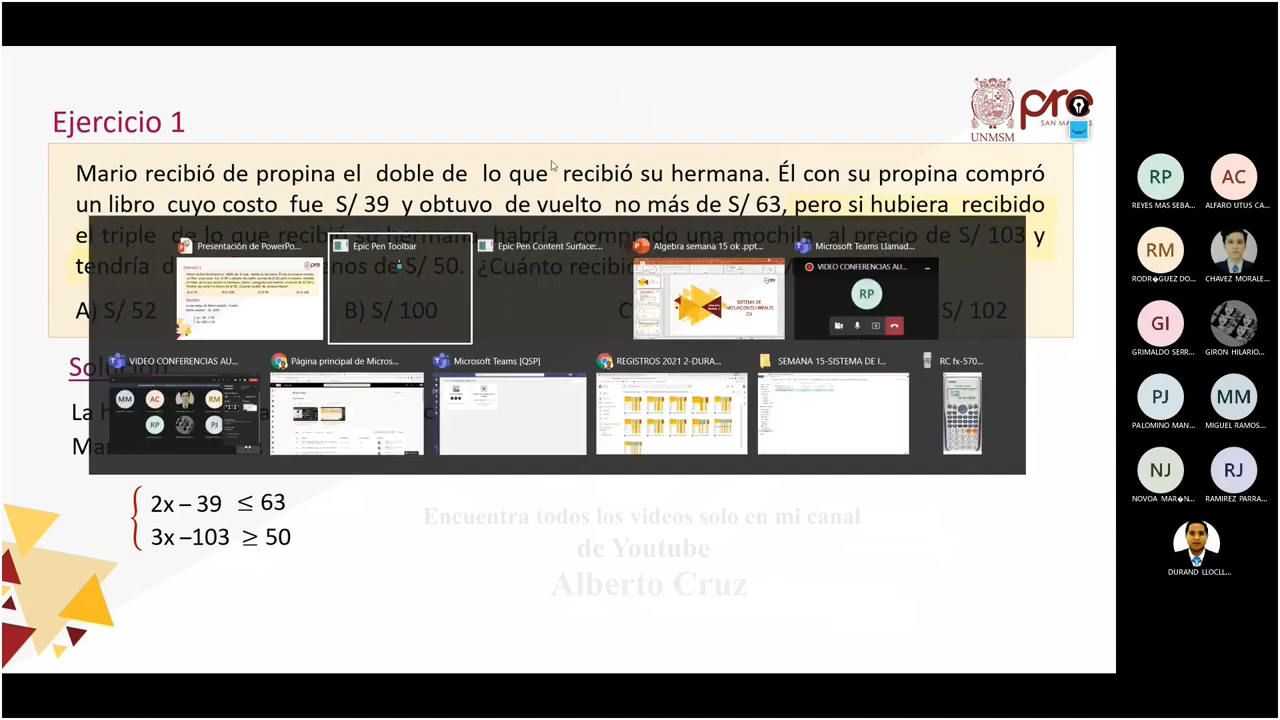 Ejercicio 1
UNMSM
pre
Mario recibió de propina el doble de lo que recibió su hermana. Él con su propina compró
un libro cuyo costo fue S/ 39 y obtuvo de vuelto no más de S/ 63, pero si hubiera recibido
el triple de lo que recibió su hermana habría comprado una mochila al precio de S/ 103 y
tendría de vuelto no menos de S/ 50 ¿Cuánto recibió
A) S/ 52 B) S/ 100 S/ 102
Presentación de PowerPo...
Epic Pen Toolbar
Epic Pen Content Surface:...
Algebra semana 15 ok .ppt...
Microsoft Teams Llamad...
VIDEO CONFERENCIAS AU...
RP
SISTEMA DE
INECUACIONES LINEALES
VIDEO CONFERENCIAS AU...
Página principal de Micros...
Microsoft Teams [QSP]
REGISTROS 2021 2-DURA...
SEMANA 15-SISTEMA DE I...
RC fx-570...
MM AC RM
RP PJ
2x – 39 ≤ 63
3x –103 ≥ 50
Encuentra todos los videos solo en mi canal
de Youtube
Alberto Cruz
RP
REYES MAS SEBA...
AC
ALFARO UTUS CA...
RM
RODR�GUEZ DO...
CHAVEZ MORALE...
GI
GRIMALDO SERR...
GIRON HILARIO...
PJ
PALOMINO MAN...
MM
MIGUEL RAMOS...
NJ
NOVOA MAR�N...
RJ
RAMIREZ PARRA...
DURAND LLOCLL...